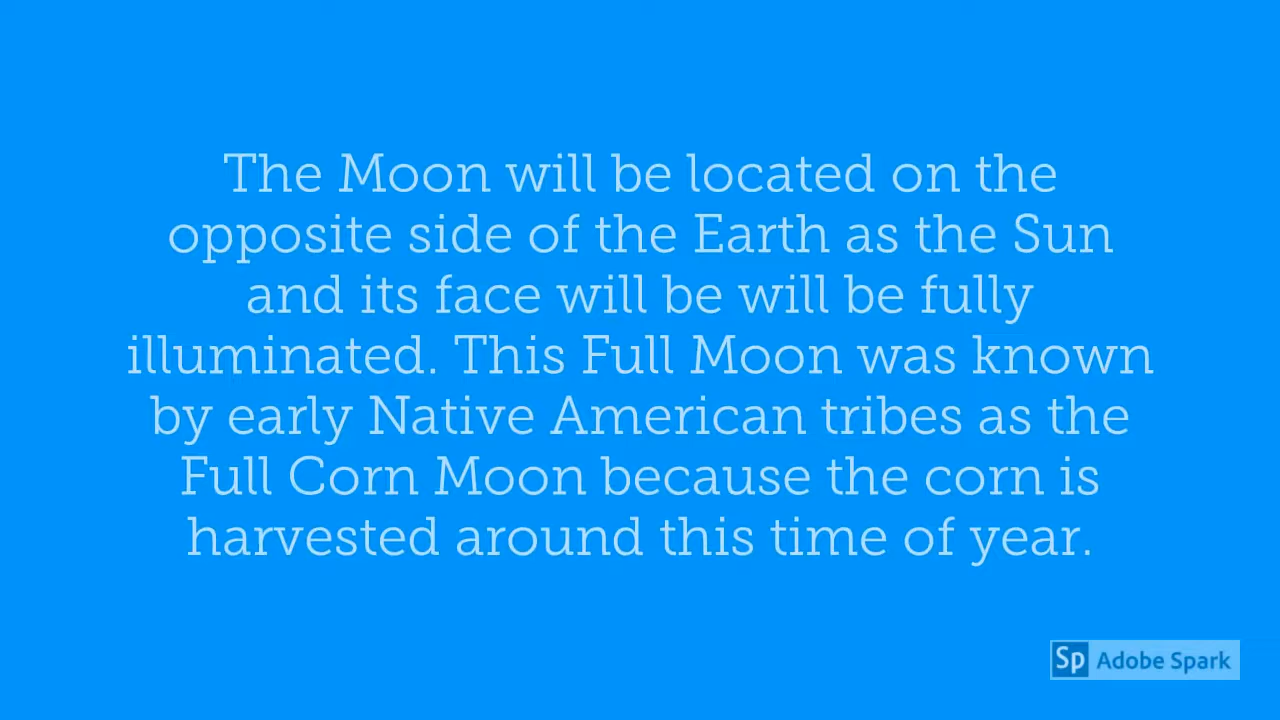 The Moon will be located on the
opposite side of the Earth as the Sun
and its face will be will be fully
illuminated. This Full Moon was known
by early Native American tribes as the
Full Corn Moon because the corn is
harvested around this time of year.
Sp Adobe Spark